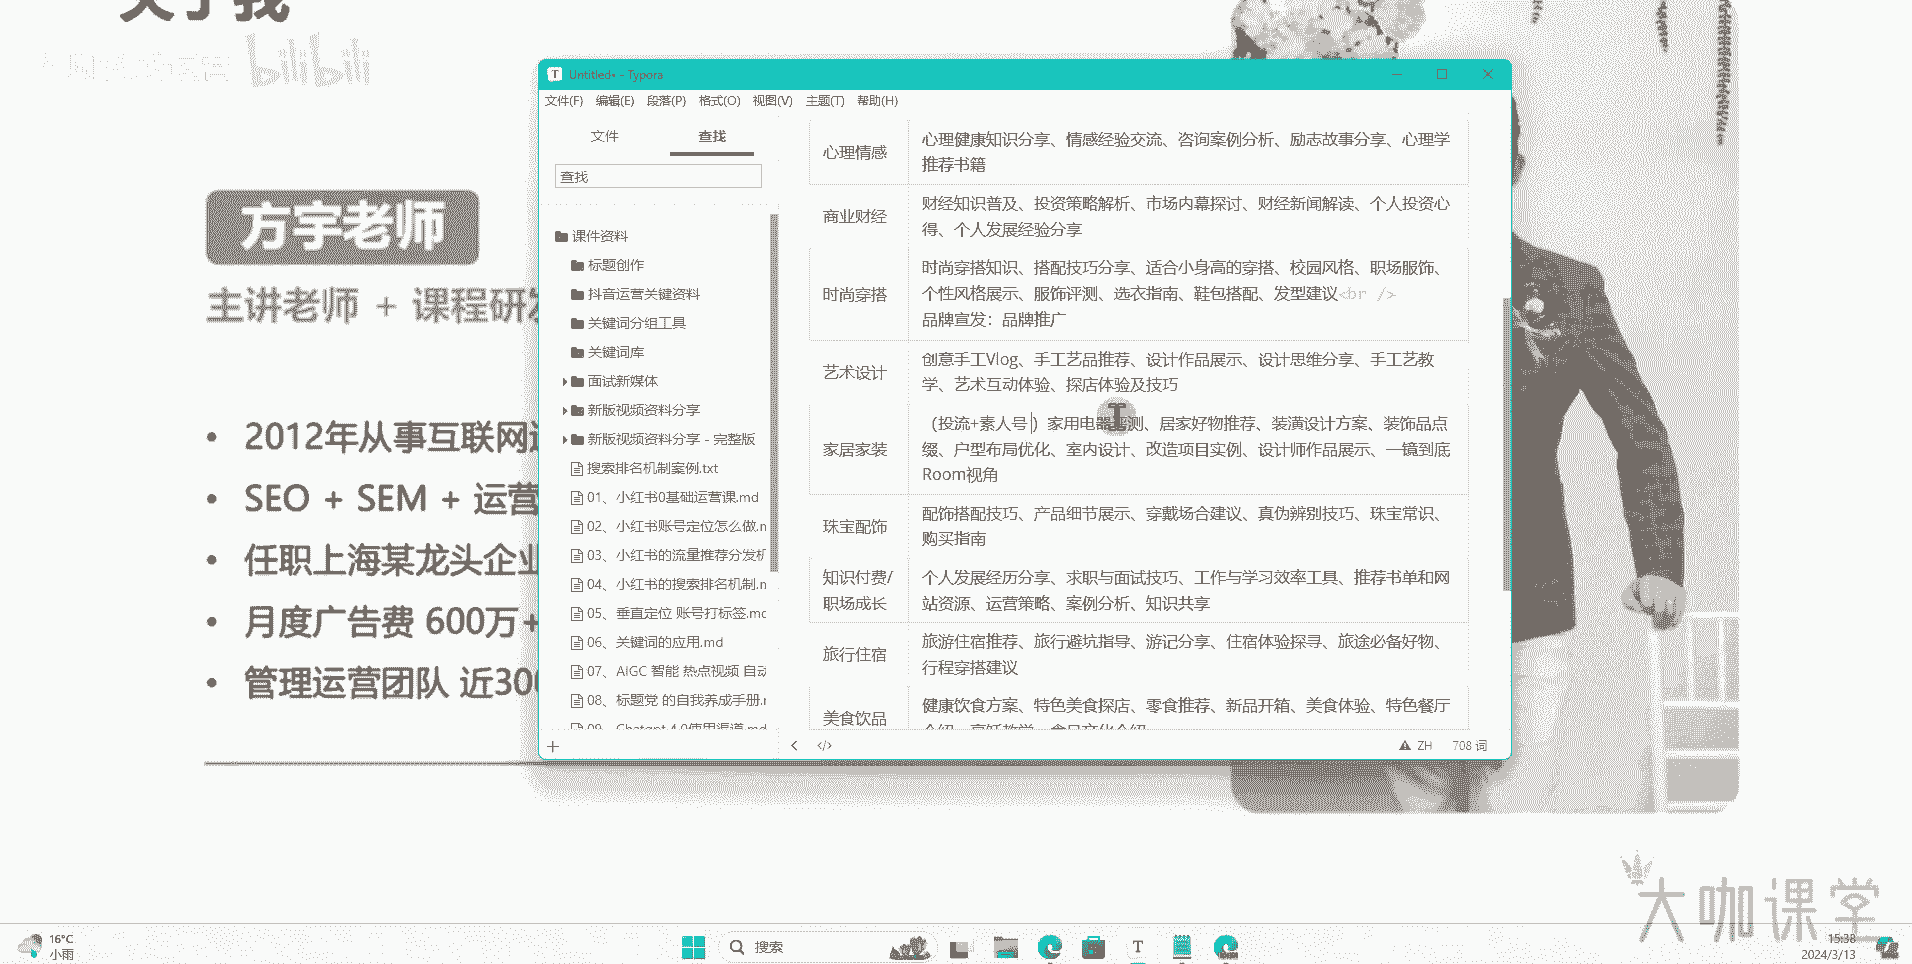 关于我
bilibili
方宇老师
主讲老师 + 课程研发
• 2012年从事互联网运
• SEO + SEM + 运营
• 任职上海某龙头企业
• 月度广告费 600万+
• 管理运营团队 近300
Untitled• - Typora
文件(F) 编辑(E) 段落(P) 格式(O) 视图(V) 主题(T) 帮助(H)
文件 查找
查找
课件资料
标题创作
抖音运营关键资料
关键词分组工具
关键词库
面试新媒体
新版视频资料分享
新版视频资料分享 - 完整版
搜索排名机制案例.txt
01、小红书0基础运营课.md
02、小红书账号定位怎么做.m
03、小红书的流量推荐分发机
04、小红书的搜索排名机制.m
05、垂直定位 账号打标签.mc
06、关键词的应用.md
07、AIGC 智能 热点视频 自动
08、标题党 的自我养成手册.r
09、Chatgpt 4.0使用渠道.md
心理情感
心理健康知识分享、情感经验交流、咨询案例分析、励志故事分享、心理学
推荐书籍
商业财经
财经知识普及、投资策略解析、市场内幕探讨、财经新闻解读、个人投资心
得、个人发展经验分享
时尚穿搭
时尚穿搭知识、搭配技巧分享、适合小身高的穿搭、校园风格、职场服饰、
个性风格展示、服饰评测、选衣指南、鞋包搭配、发型建议<br />
品牌宣发：品牌推广
艺术设计
创意手工Vlog、手工艺品推荐、设计作品展示、设计思维分享、手工艺教
学、艺术互动体验、探店体验及技巧
家居家装
（投流+素人号）家用电器评测、居家好物推荐、装潢设计方案、装饰品点
缀、户型布局优化、室内设计、改造项目实例、设计师作品展示、一镜到底
Room视角
珠宝配饰
配饰搭配技巧、产品细节展示、穿戴场合建议、真伪辨别技巧、珠宝常识、
购买指南
知识付费/
职场成长
个人发展经历分享、求职与面试技巧、工作与学习效率工具、推荐书单和网
站资源、运营策略、案例分析、知识共享
旅行住宿
旅游住宿推荐、旅行避坑指导、游记分享、住宿体验探寻、旅途必备好物、
行程穿搭建议
美食饮品
健康饮食方案、特色美食探店、零食推荐、新品开箱、美食体验、特色餐厅
</> ZH 708 词
大咖课堂
16°C
小雨
搜索
15:38
2024/3/13